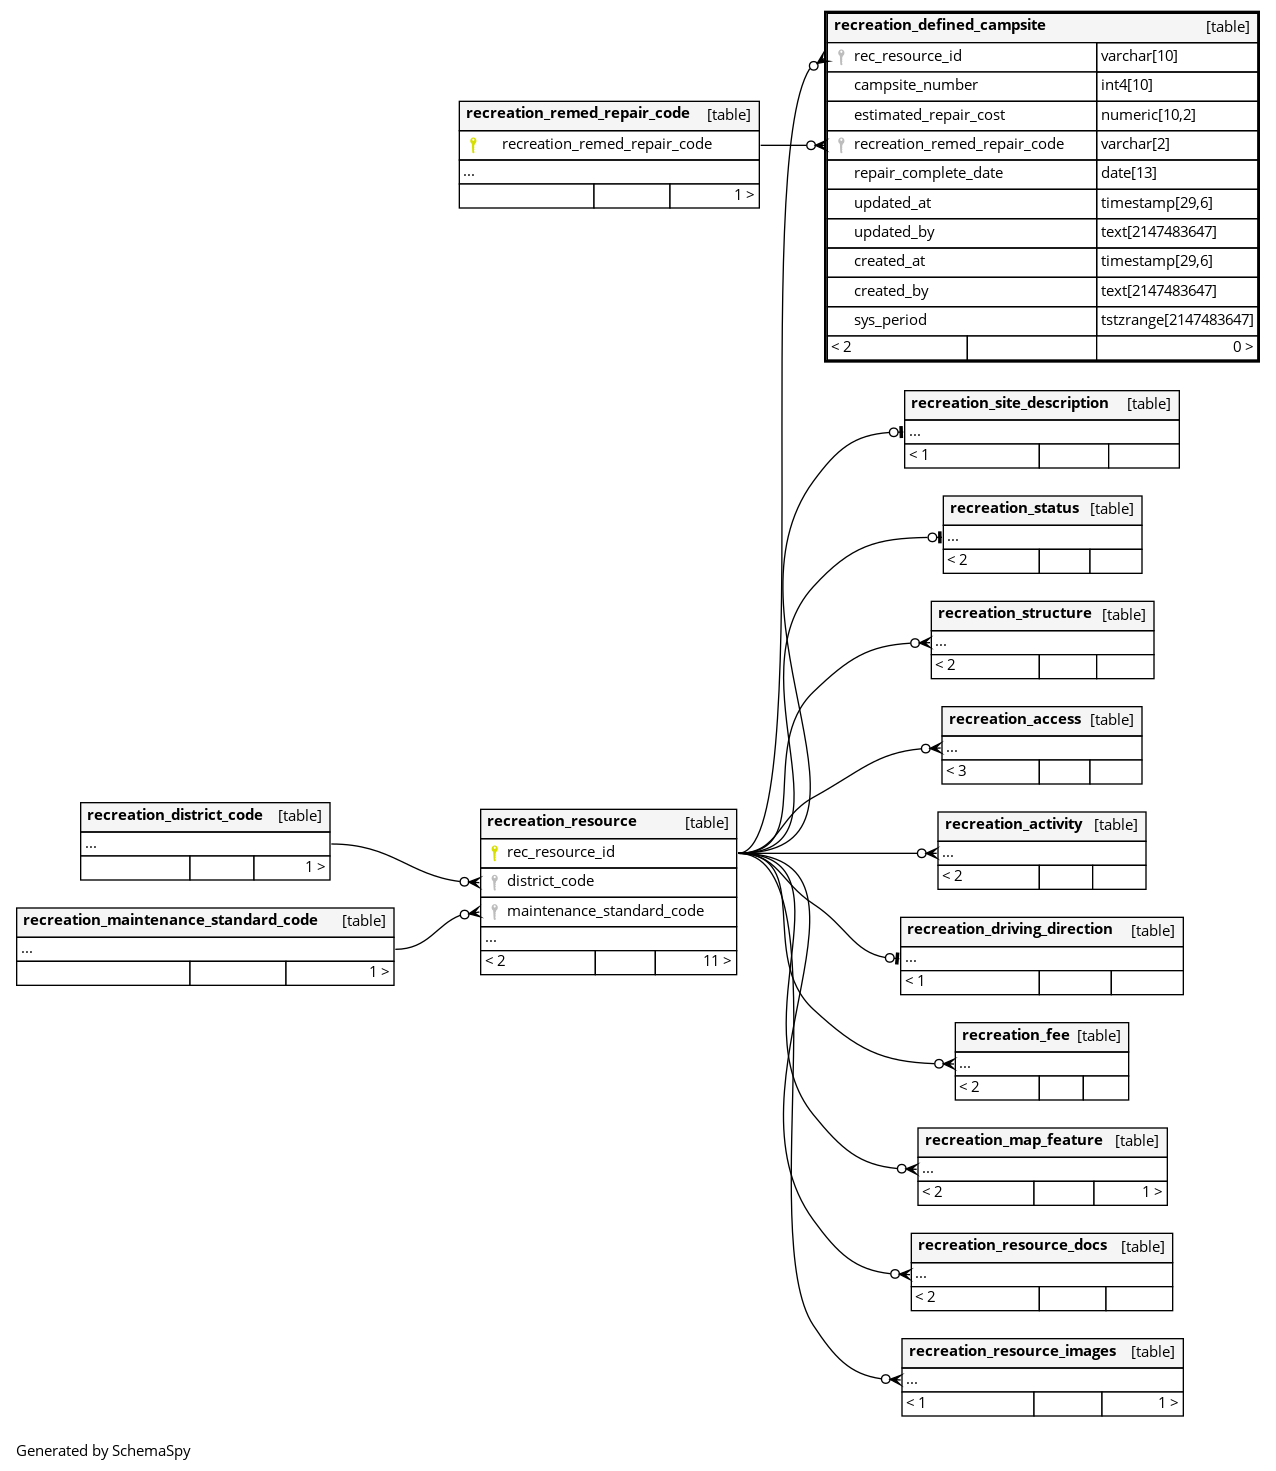 recreation_defined_campsite [table]
rec_resource_id varchar[10]
campsite_number int4[10]
estimated_repair_cost numeric[10,2]
recreation_remed_repair_code varchar[2]
repair_complete_date date[13]
updated_at timestamp[29,6]
updated_by text[2147483647]
created_at timestamp[29,6]
created_by text[2147483647]
sys_period tstzrange[2147483647]
< 2 0 >
recreation_remed_repair_code [table]
recreation_remed_repair_code
...
1 >
recreation_site_description [table]
...
< 1
recreation_status [table]
...
< 2
recreation_structure [table]
...
< 2
recreation_access [table]
...
< 3
recreation_district_code [table]
...
1 >
recreation_maintenance_standard_code [table]
...
1 >
recreation_resource [table]
rec_resource_id
district_code
maintenance_standard_code
...
< 2 11 >
recreation_activity [table]
...
< 2
recreation_driving_direction [table]
...
< 1
recreation_fee [table]
...
< 2
recreation_map_feature [table]
...
< 2 1 >
recreation_resource_docs [table]
...
< 2
recreation_resource_images [table]
...
< 1 1 >
Generated by SchemaSpy